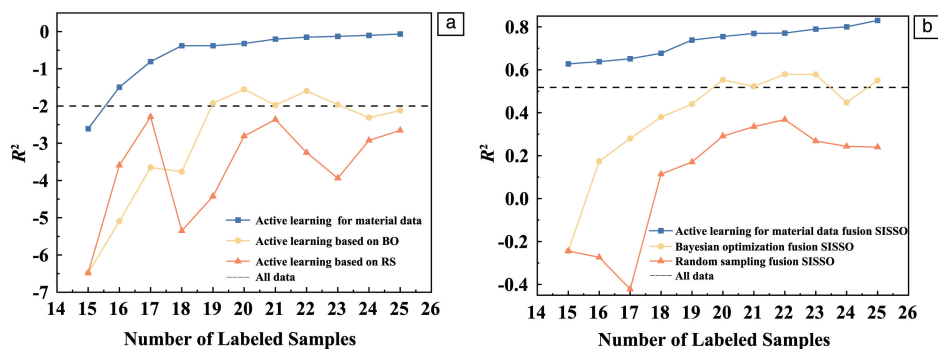 a
0
-1
-2
-3
-4
-5
-6
-7
R²
Active learning for material data
Active learning based on BO
Active learning based on RS
All data
14 15 16 17 18 19 20 21 22 23 24 25 26
Number of Labeled Samples
b
0.8
0.6
0.4
0.2
0.0
-0.2
-0.4
R²
Active learning for material data fusion SISSO
Bayesian optimization fusion SISSO
Random sampling fusion SISSO
All data
14 15 16 17 18 19 20 21 22 23 24 25 26
Number of Labeled Samples